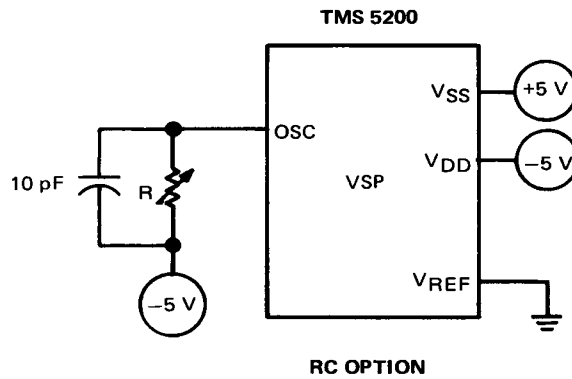 TMS 5200
VSS
+5 V
OSC
10 pF
R
VSP
VDD
−5 V
−5 V
VREF
RC OPTION